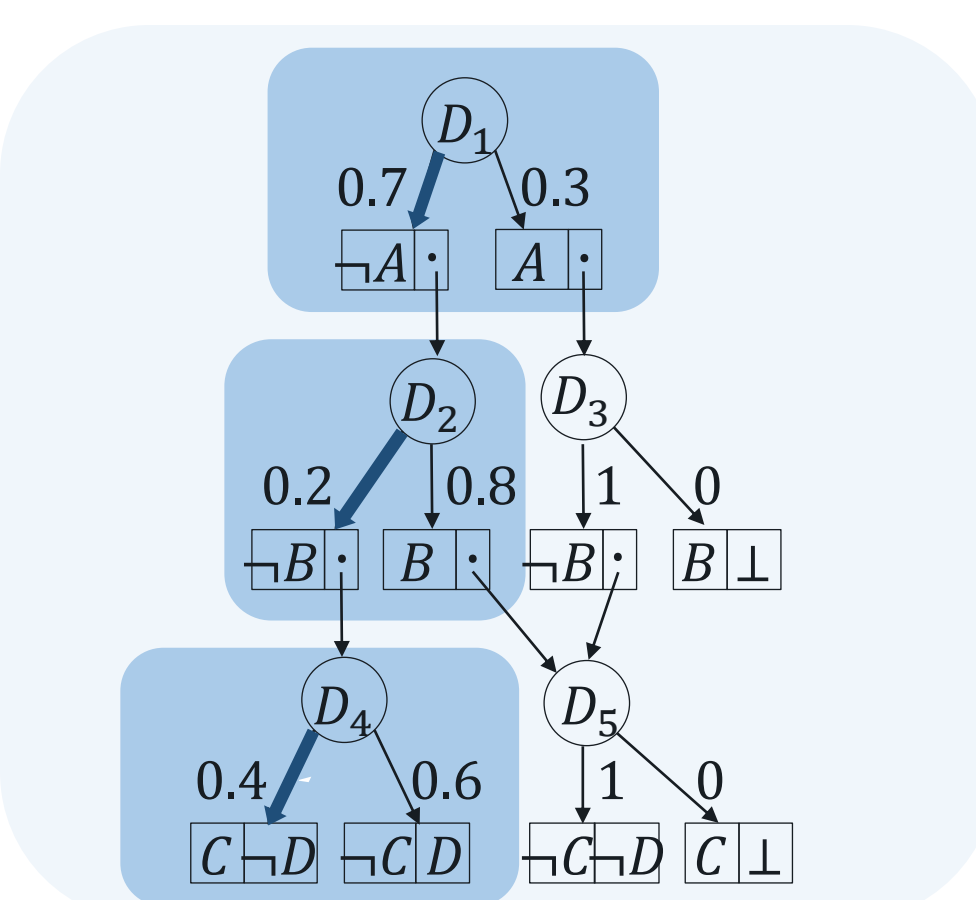 D₁
0.7 0.3
¬A · A ·
D₂ D₃
0.2 0.8 1 0
¬B · B · ¬B · B ⊥
D₄ D₅
0.4 0.6 1 0
C ¬D ¬C D ¬C ¬D C ⊥